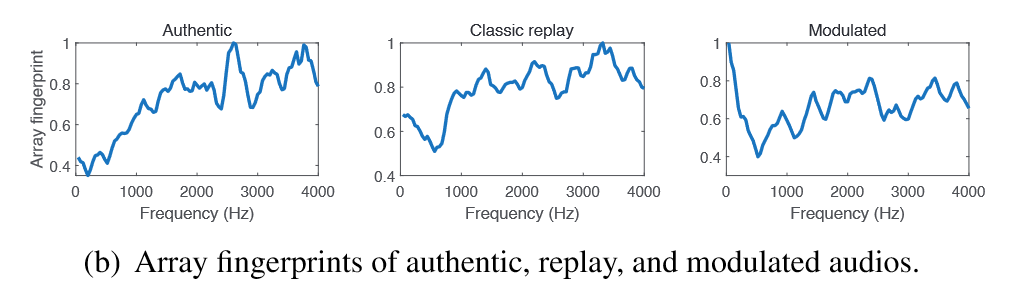 Authentic
Classic replay
Modulated
Array fingerprint
1
0.8
0.6
0.4
0 1000 2000 3000 4000
Frequency (Hz)
1
0.8
0.6
0.4
0 1000 2000 3000 4000
Frequency (Hz)
1
0.8
0.6
0.4
0 1000 2000 3000 4000
Frequency (Hz)
(b) Array fingerprints of authentic, replay, and modulated audios.